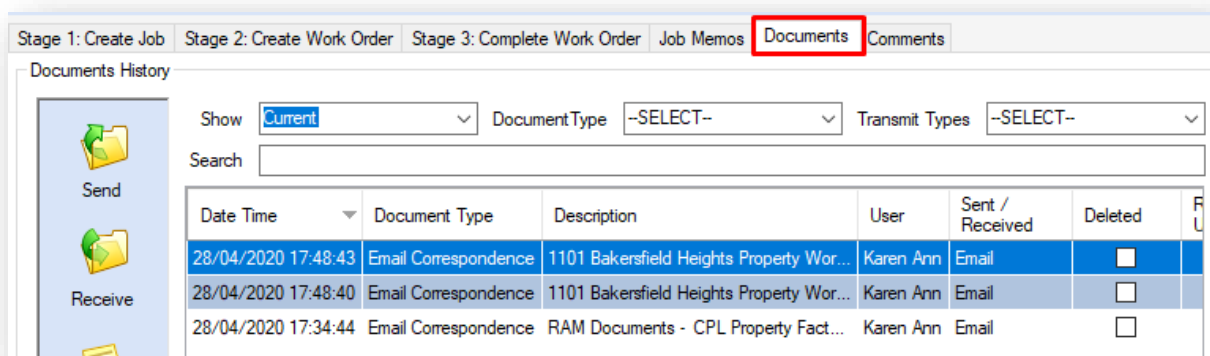 Stage 1: Create Job Stage 2: Create Work Order Stage 3: Complete Work Order Job Memos Documents Comments
Documents History
Show Current DocumentType --SELECT-- Transmit Types --SELECT--
Search
Send
Receive
Date Time Document Type Description User Sent / Received Deleted
28/04/2020 17:48:43 Email Correspondence 1101 Bakersfield Heights Property Wor... Karen Ann Email
28/04/2020 17:48:40 Email Correspondence 1101 Bakersfield Heights Property Wor... Karen Ann Email
28/04/2020 17:34:44 Email Correspondence RAM Documents - CPL Property Fact... Karen Ann Email